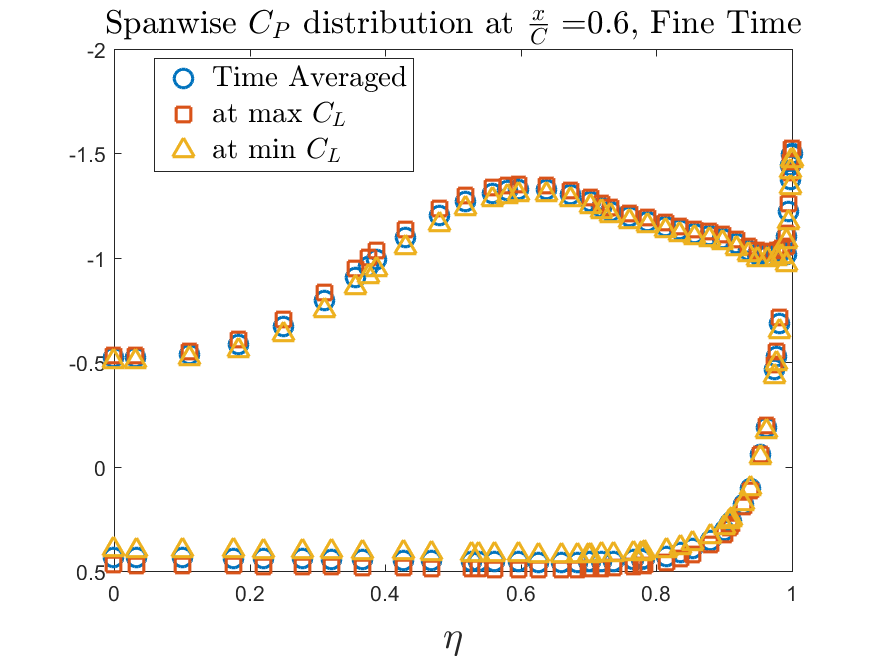 Spanwise C_P distribution at x/C =0.6, Fine Time
-2
Time Averaged
at max C_L
at min C_L
-1.5
-1
-0.5
0
0.5
0 0.2 0.4 0.6 0.8 1
η